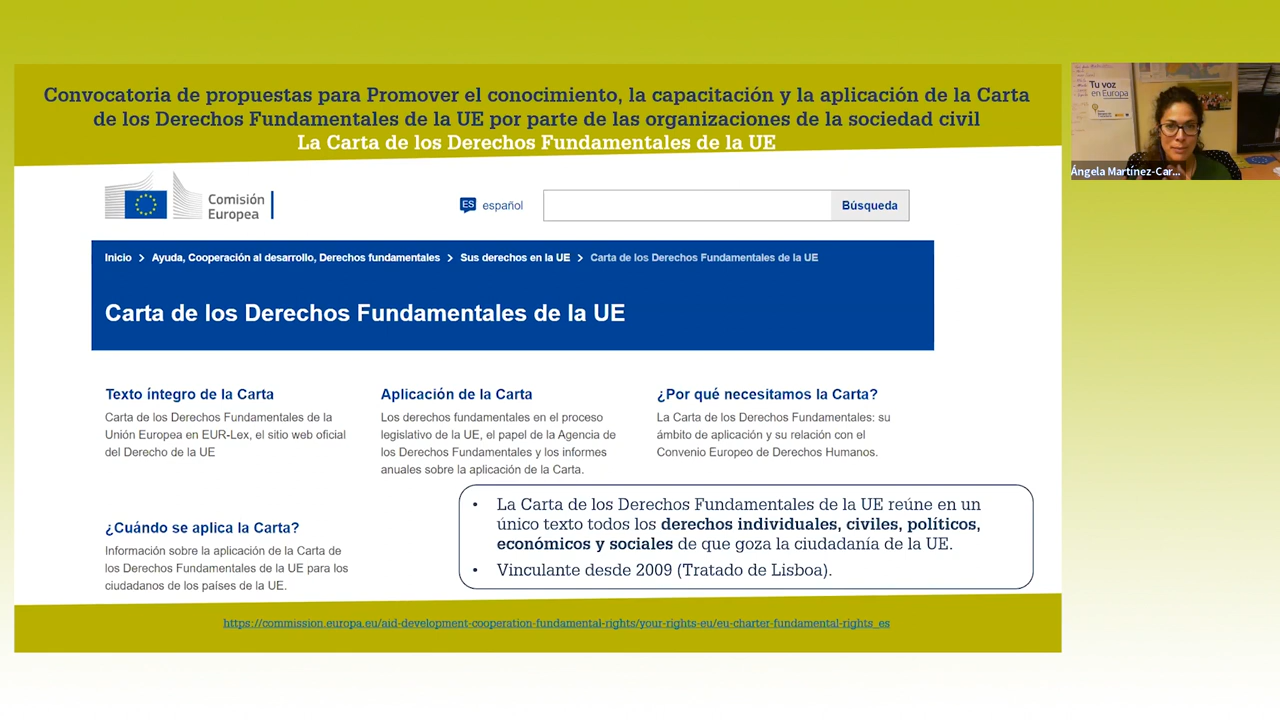 Convocatoria de propuestas para Promover el conocimiento, la capacitación y la aplicación de la Carta
de los Derechos Fundamentales de la UE por parte de las organizaciones de la sociedad civil
La Carta de los Derechos Fundamentales de la UE
Tu voz
en Europa
Ángela Martínez-Car...
Comisión
Europea
ES español
Búsqueda
Inicio > Ayuda, Cooperación al desarrollo, Derechos fundamentales > Sus derechos en la UE > Carta de los Derechos Fundamentales de la UE
Carta de los Derechos Fundamentales de la UE
Texto íntegro de la Carta
Carta de los Derechos Fundamentales de la
Unión Europea en EUR-Lex, el sitio web oficial
del Derecho de la UE
Aplicación de la Carta
Los derechos fundamentales en el proceso
legislativo de la UE, el papel de la Agencia de
los Derechos Fundamentales y los informes
anuales sobre la aplicación de la Carta.
¿Por qué necesitamos la Carta?
La Carta de los Derechos Fundamentales: su
ámbito de aplicación y su relación con el
Convenio Europeo de Derechos Humanos.
¿Cuándo se aplica la Carta?
Información sobre la aplicación de la Carta de
los Derechos Fundamentales de la UE para los
ciudadanos de los países de la UE.
• La Carta de los Derechos Fundamentales de la UE reúne en un
único texto todos los derechos individuales, civiles, políticos,
económicos y sociales de que goza la ciudadanía de la UE.
• Vinculante desde 2009 (Tratado de Lisboa).
https://commission.europa.eu/aid-development-cooperation-fundamental-rights/your-rights-eu/eu-charter-fundamental-rights_es